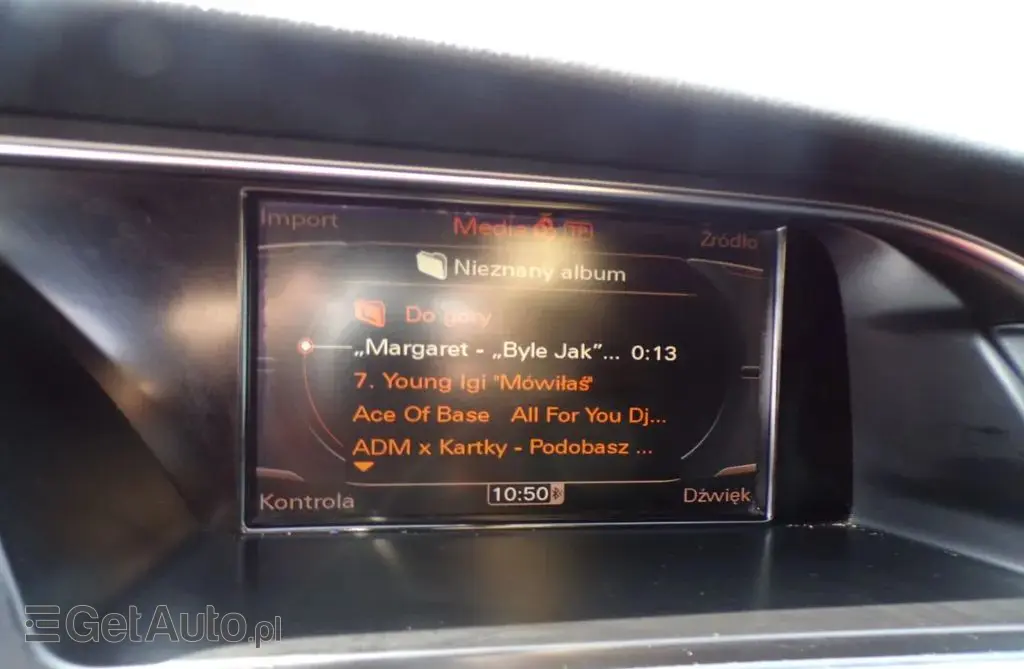 Import
Media TP
Źródło
Nieznany album
Do góry
„Margaret - „Byle Jak”... 0:13
7. Young Igi "Mówiłaś"
Ace Of Base All For You Dj...
ADM x Kartky - Podobasz ...
Kontrola
10:50
Dźwięk
GetAuto.pl